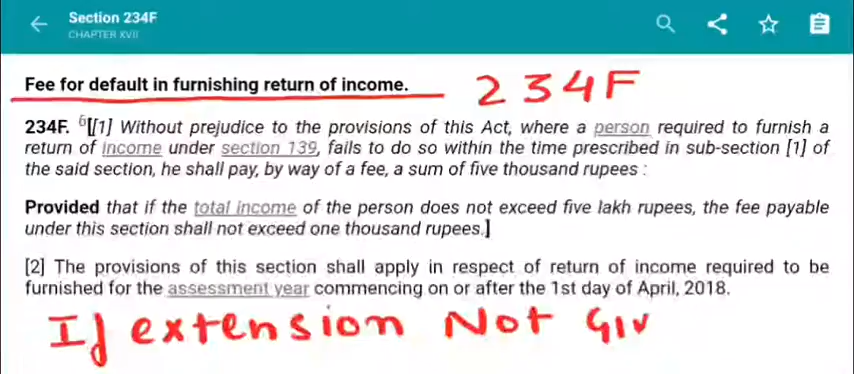 Section 234F
CHAPTER XVII
Fee for default in furnishing return of income.
234F
234F. 6[[1] Without prejudice to the provisions of this Act, where a person required to furnish a
return of income under section 139, fails to do so within the time prescribed in sub-section [1] of
the said section, he shall pay, by way of a fee, a sum of five thousand rupees :
Provided that if the total income of the person does not exceed five lakh rupees, the fee payable
under this section shall not exceed one thousand rupees.]
[2] The provisions of this section shall apply in respect of return of income required to be
furnished for the assessment year commencing on or after the 1st day of April, 2018.
If extension Not Giv